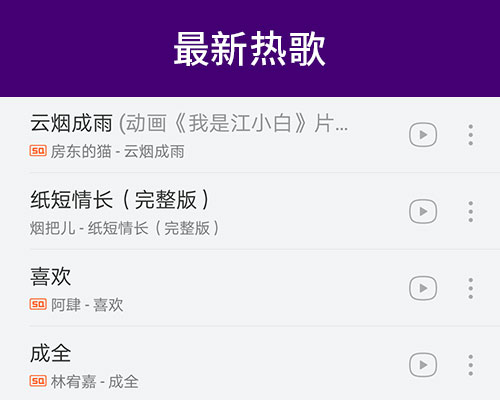 最新热歌
云烟成雨 (动画《我是江小白》片...
SQ 房东的猫 - 云烟成雨
纸短情长（完整版）
烟把儿 - 纸短情长（完整版）
喜欢
SQ 阿肆 - 喜欢
成全
SQ 林宥嘉 - 成全